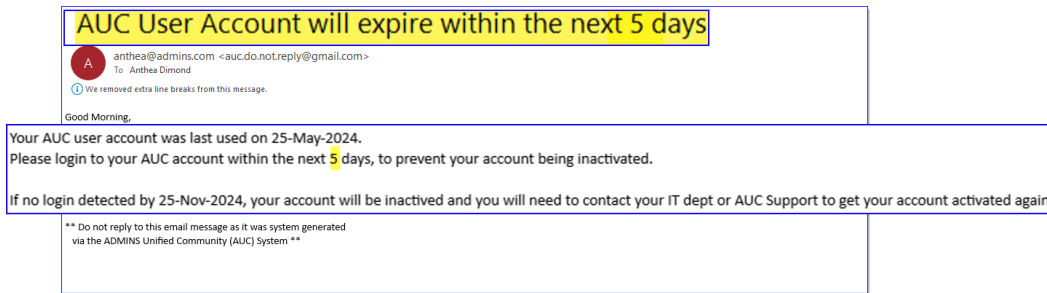 AUC User Account will expire within the next 5 days
A
anthea@admins.com <auc.do.not.reply@gmail.com>
To Anthea Dimond
We removed extra line breaks from this message.
Good Morning,
Your AUC user account was last used on 25-May-2024.
Please login to your AUC account within the next 5 days, to prevent your account being inactivated.
If no login detected by 25-Nov-2024, your account will be inactived and you will need to contact your IT dept or AUC Support to get your account activated again
** Do not reply to this email message as it was system generated
via the ADMINS Unified Community (AUC) System **